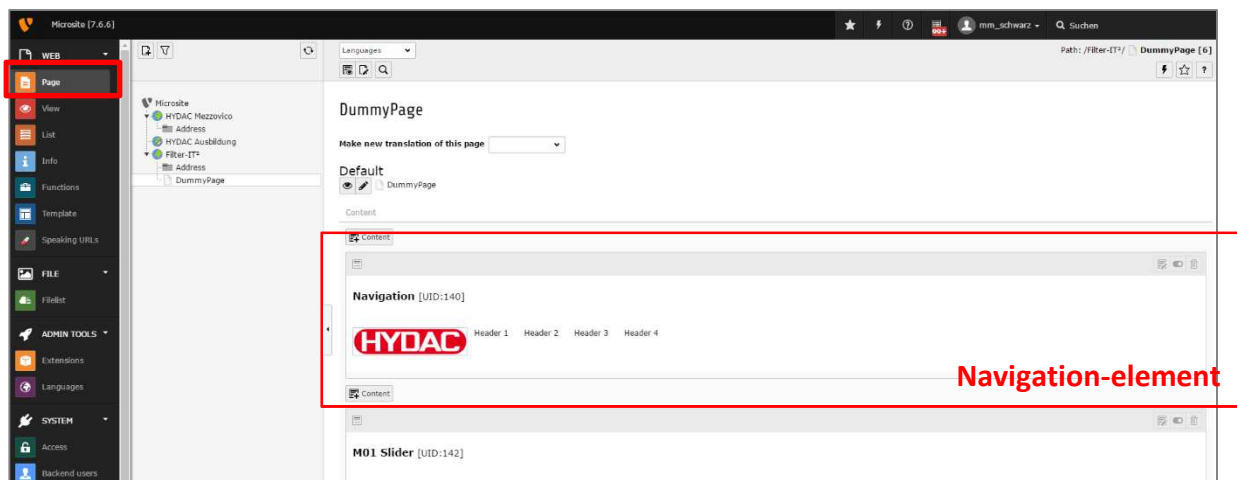 Microsite [7.6.6]
00+
mm_schwarz
Suchen
WEB
Page
View
List
Info
Functions
Template
Speaking URLs
FILE
Filelist
ADMIN TOOLS
Extensions
Languages
SYSTEM
Access
Backend users
Microsite
HYDAC Mezzovico
Address
HYDAC Ausbildung
Filter-IT²
Address
DummyPage
Languages
Path: /Filter-IT²/ DummyPage [6]
DummyPage
Make new translation of this page
Default
DummyPage
Content
Content
Navigation [UID:140]
HYDAC Header 1 Header 2 Header 3 Header 4
Navigation-element
Content
M01 Slider [UID:142]